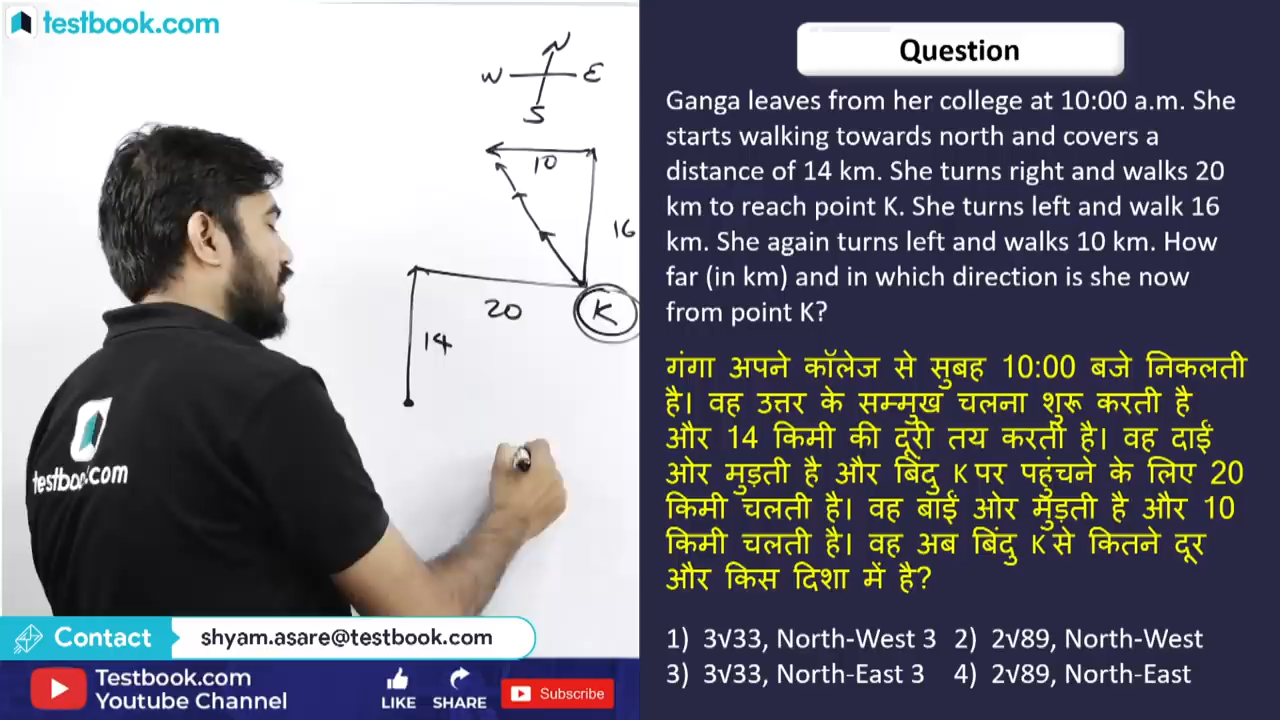 testbook.com
N
W E
S
10
16
20
K
14
testbook.com
Contact shyam.asare@testbook.com
Testbook.com
Youtube Channel
LIKE SHARE Subscribe
Question
Ganga leaves from her college at 10:00 a.m. She
starts walking towards north and covers a
distance of 14 km. She turns right and walks 20
km to reach point K. She turns left and walk 16
km. She again turns left and walks 10 km. How
far (in km) and in which direction is she now
from point K?
गंगा अपने कॉलेज से सुबह 10:00 बजे निकलती
है। वह उत्तर के सम्मुख चलना शुरू करती है
और 14 किमी की दूरी तय करती है। वह दाईं
ओर मुड़ती है और बिंदु K पर पहुंचने के लिए 20
किमी चलती है। वह बाईं ओर मुड़ती है और 10
किमी चलती है। वह अब बिंदु K से कितने दूर
और किस दिशा में है?
1) 3√33, North-West 3 2) 2√89, North-West
3) 3√33, North-East 3 4) 2√89, North-East